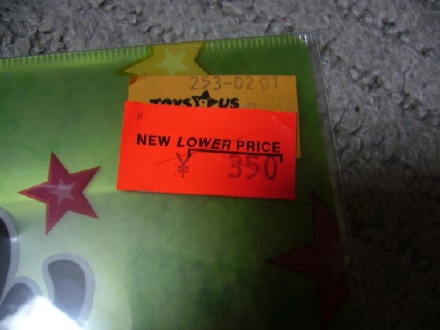 253-02 01
TOYS R US
NEW LOWER PRICE
¥ 350